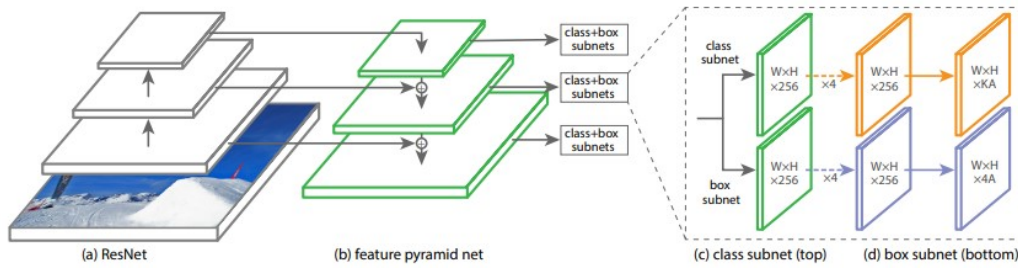 class+box
subnets
class+box
subnets
class+box
subnets
class
subnet
box
subnet
W×H
×256
×4
W×H
×256
W×H
×KA
W×H
×256
×4
W×H
×256
W×H
×4A
(a) ResNet
(b) feature pyramid net
(c) class subnet (top)
(d) box subnet (bottom)